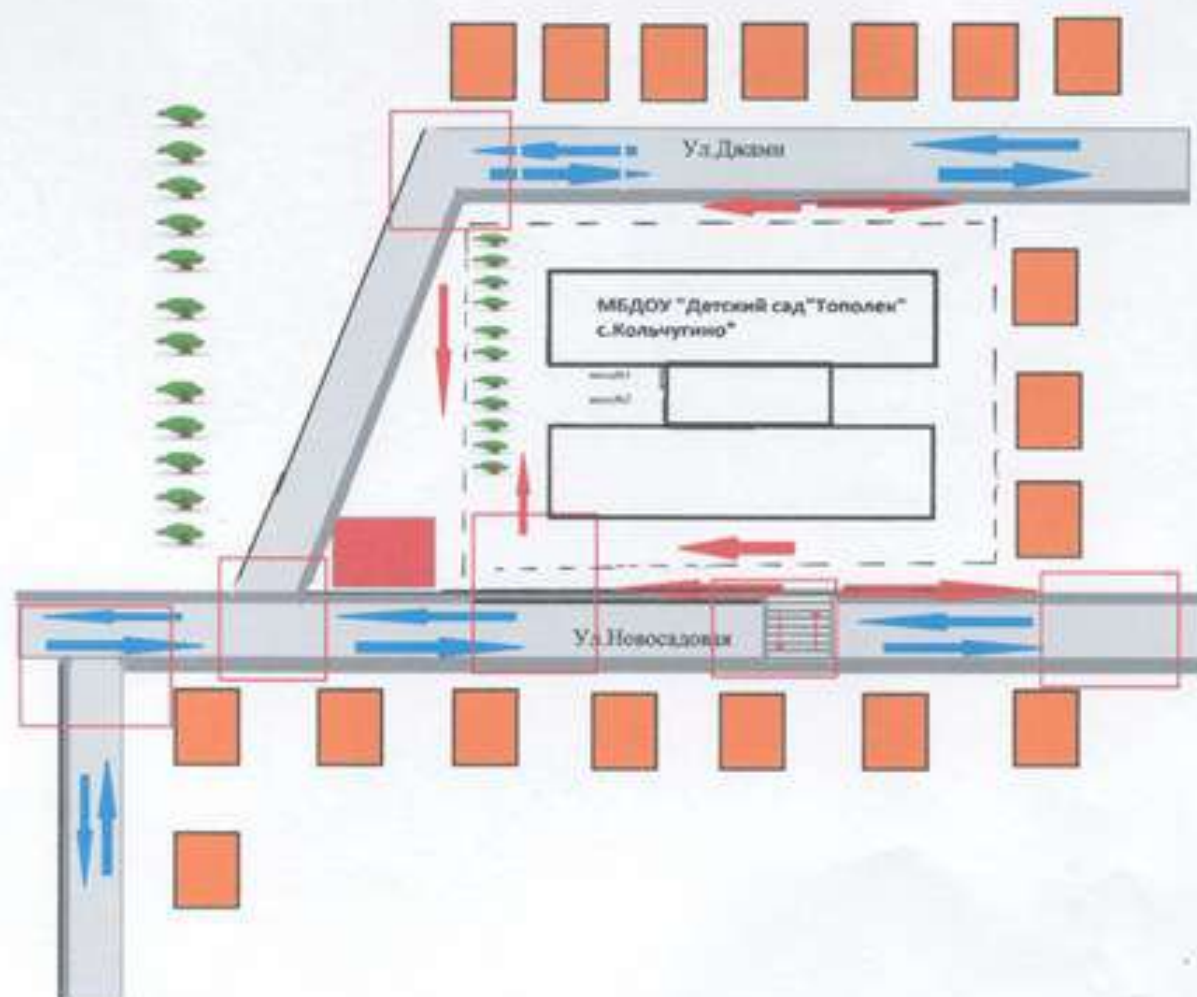 Ул.Джами
МБДОУ "Детский сад"Тополек"
с.Кольчугино"
Ул.Новосадовая